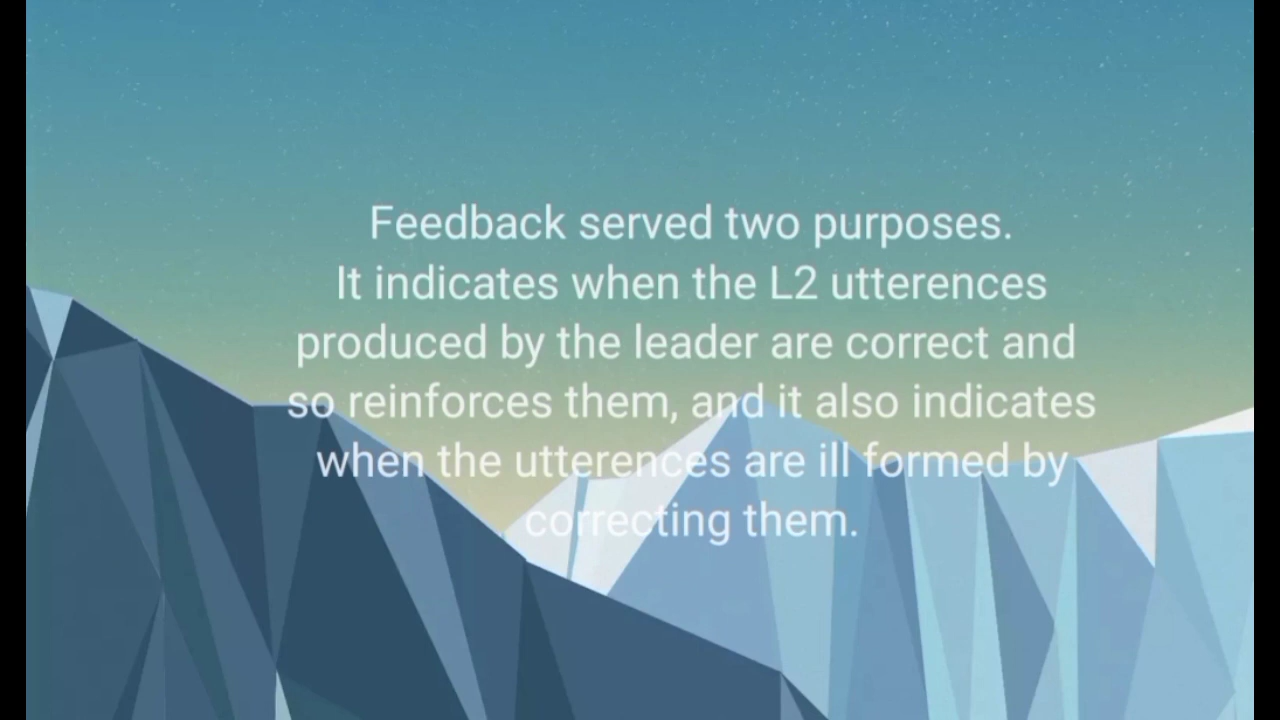 Feedback served two purposes.
It indicates when the L2 utterences
produced by the leader are correct and
so reinforces them, and it also indicates
when the utterences are ill formed by
correcting them.